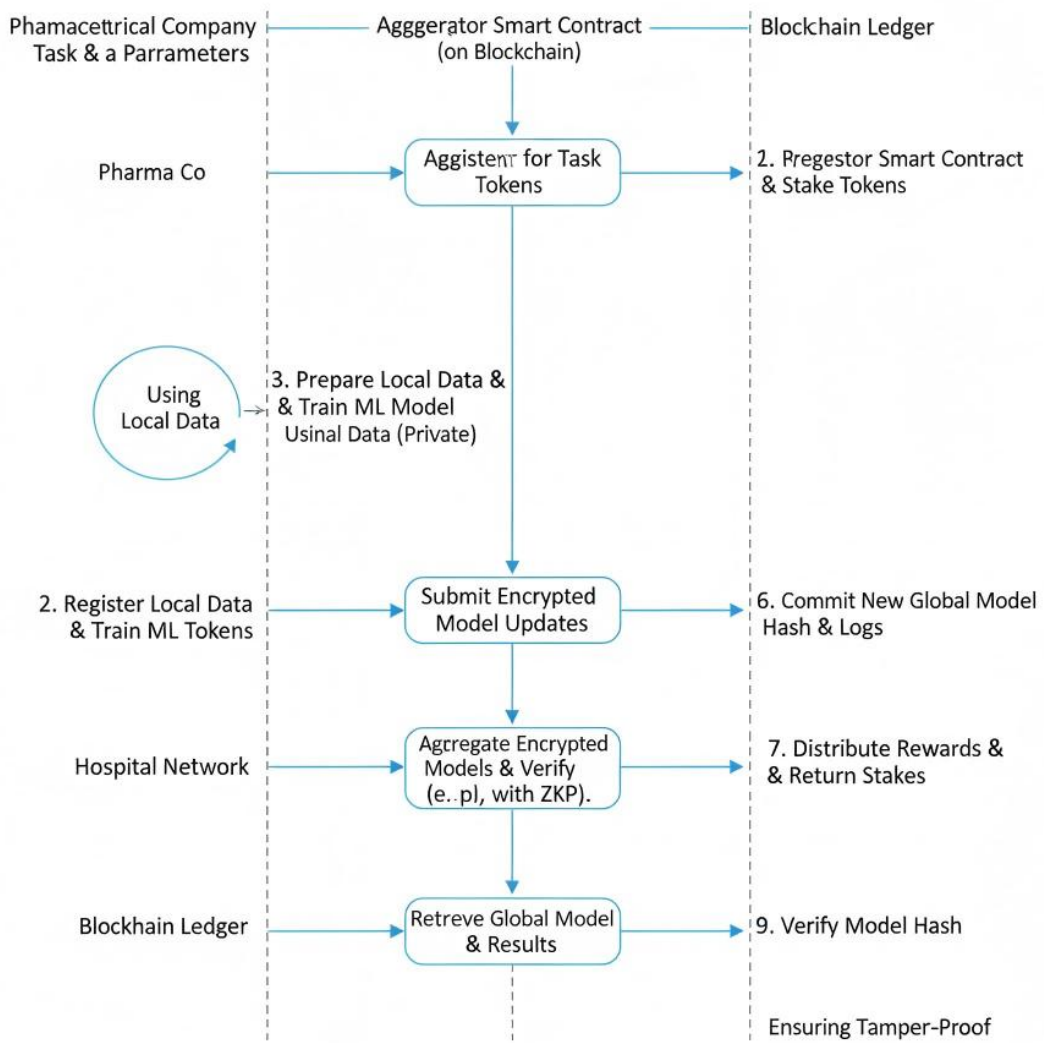 Phamacettrical Company
Task & a Parrameters
Agggerator Smart Contract
(on Blockchain)
Blockchain Ledger
Pharma Co
Aggistenт for Task
Tokens
2. Pregestor Smart Contract
& Stake Tokens
Using
Local Data
3. Prepare Local Data &
& Train ML Model
Usinal Data (Private)
2. Register Local Data
& Train ML Tokens
Submit Encrypted
Model Updates
6. Commit New Global Model
Hash & Logs
Hospital Network
Agrregate Encrypted
Models & Verify
(e..pl, with ZKP).
7. Distribute Rewards &
& Return Stakes
Blockhain Ledger
Retreve Global Model
& Results
9. Verify Model Hash
Ensuring Tamper-Proof